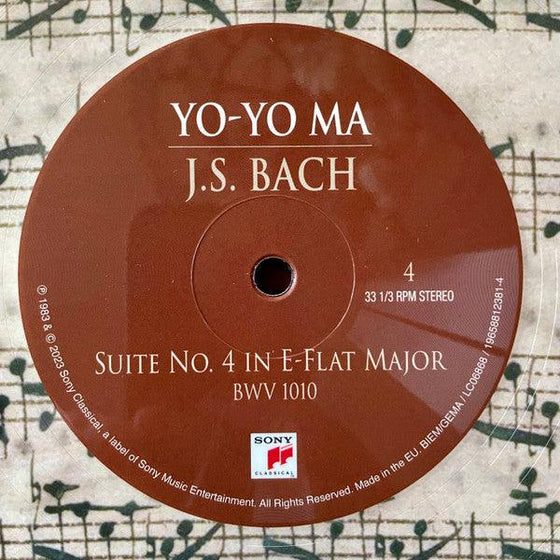 YO-YO MA
J.S. BACH
4
33 1/3 RPM STEREO
SUITE NO. 4 IN E-FLAT MAJOR
BWV 1010
SONY
CLASSICAL
℗ 1983 & © 2023 Sony Classical, a label of Sony Music Entertainment. All Rights Reserved. Made in the EU. BIEM/GEMA / LC06868 / 19658812381-4